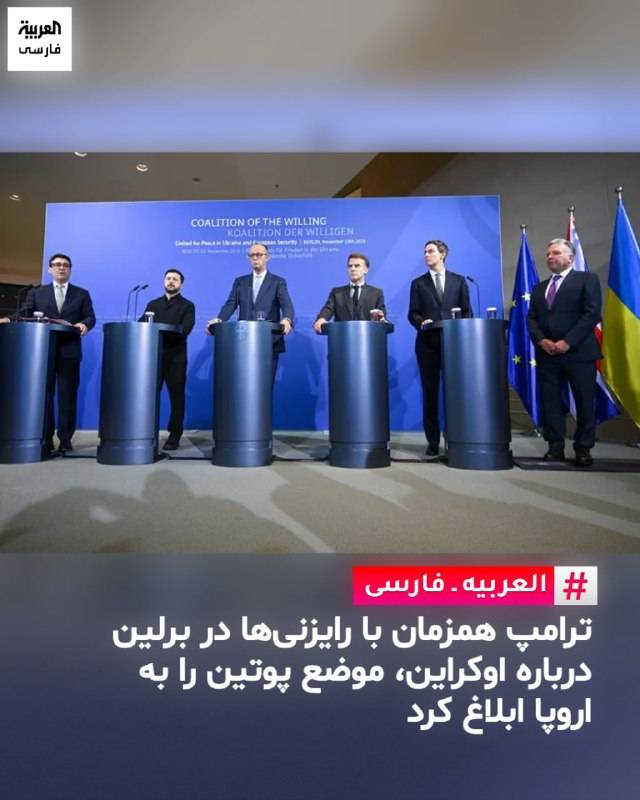 العربية
فارسی
COALITION OF THE WILLING
KOALITION DER WILLIGEN
United for Peace in Ukraine and European Security | BERLIN,
# العربیه ـ فارسی
ترامپ همزمان با رایزنی‌ها در برلین
درباره اوکراین، موضع پوتین را به
اروپا ابلاغ کرد